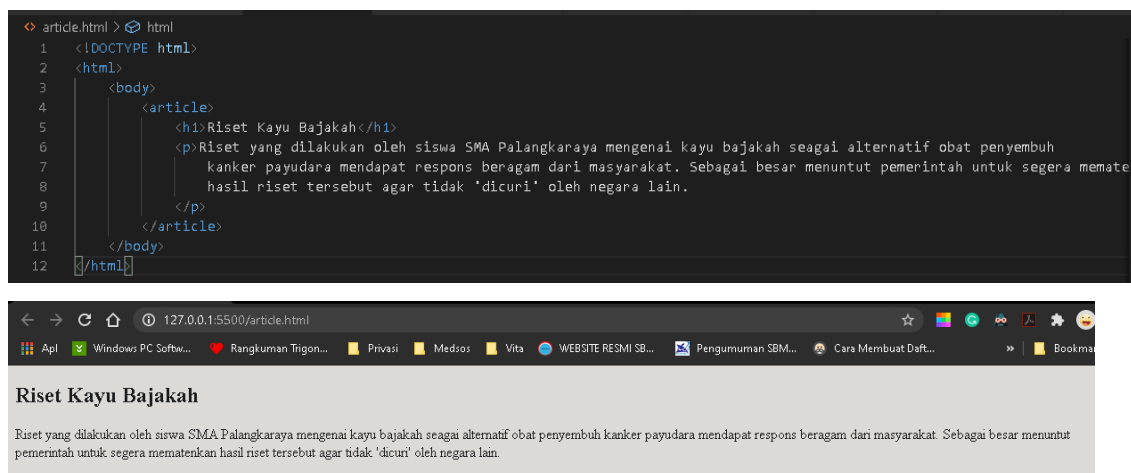 article.html > html
1 <!DOCTYPE html>
2 <html>
3 <body>
4 <article>
5 <h1>Riset Kayu Bajakah</h1>
6 <p>Riset yang dilakukan oleh siswa SMA Palangkaraya mengenai kayu bajakah seagai alternatif obat penyembuh
7 kanker payudara mendapat respons beragam dari masyarakat. Sebagai besar menuntut pemerintah untuk segera memate
8 hasil riset tersebut agar tidak 'dicuri' oleh negara lain.
9 </p>
10 </article>
11 </body>
12 </html>
127.0.0.1:5500/article.html
Apl Windows PC Softw... Rangkuman Trigon... Privasi Medsos Vita WEBSITE RESMI SB... Pengumuman SBM... Cara Membuat Daft... » Bookmar
Riset Kayu Bajakah
Riset yang dilakukan oleh siswa SMA Palangkaraya mengenai kayu bajakah seagai alternatif obat penyembuh kanker payudara mendapat respons beragam dari masyarakat. Sebagai besar menuntut
pemerintah untuk segera mematenkan hasil riset tersebut agar tidak 'dicuri' oleh negara lain.